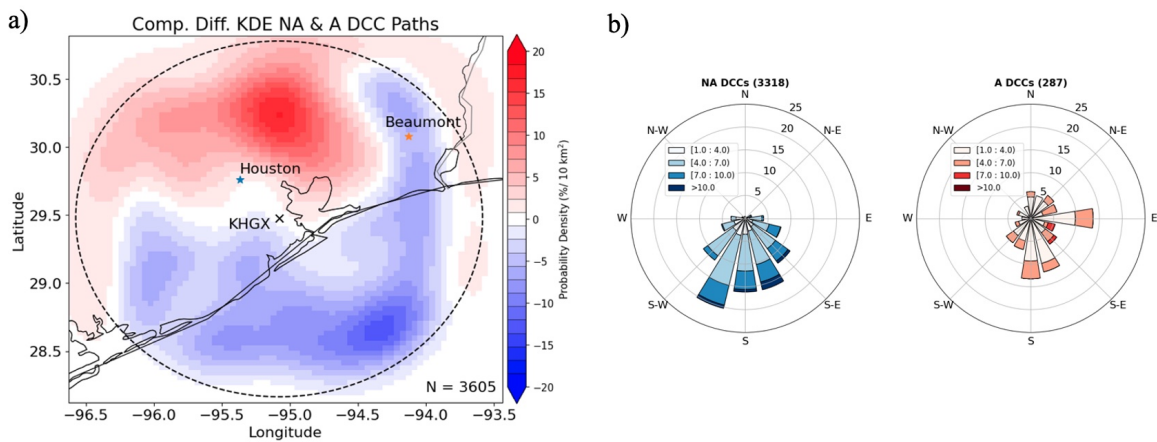 a)
Comp. Diff. KDE NA & A DCC Paths
30.5
30.0
29.5
29.0
28.5
Latitude
Beaumont
Houston
KHGX
N = 3605
−96.5 −96.0 −95.5 −95.0 −94.5 −94.0 −93.5
Longitude
20
15
10
5
0
−5
−10
−15
−20
Probability Density (%/ 10 km²)
b)
NA DCCs (3318)
N
N-W
N-E
W
E
S-W
S-E
S
25
20
15
10
5
[1.0 : 4.0)
[4.0 : 7.0)
[7.0 : 10.0)
>10.0
A DCCs (287)
N
N-W
N-E
W
E
S-W
S-E
S
25
20
15
10
5
[1.0 : 4.0)
[4.0 : 7.0)
[7.0 : 10.0)
>10.0